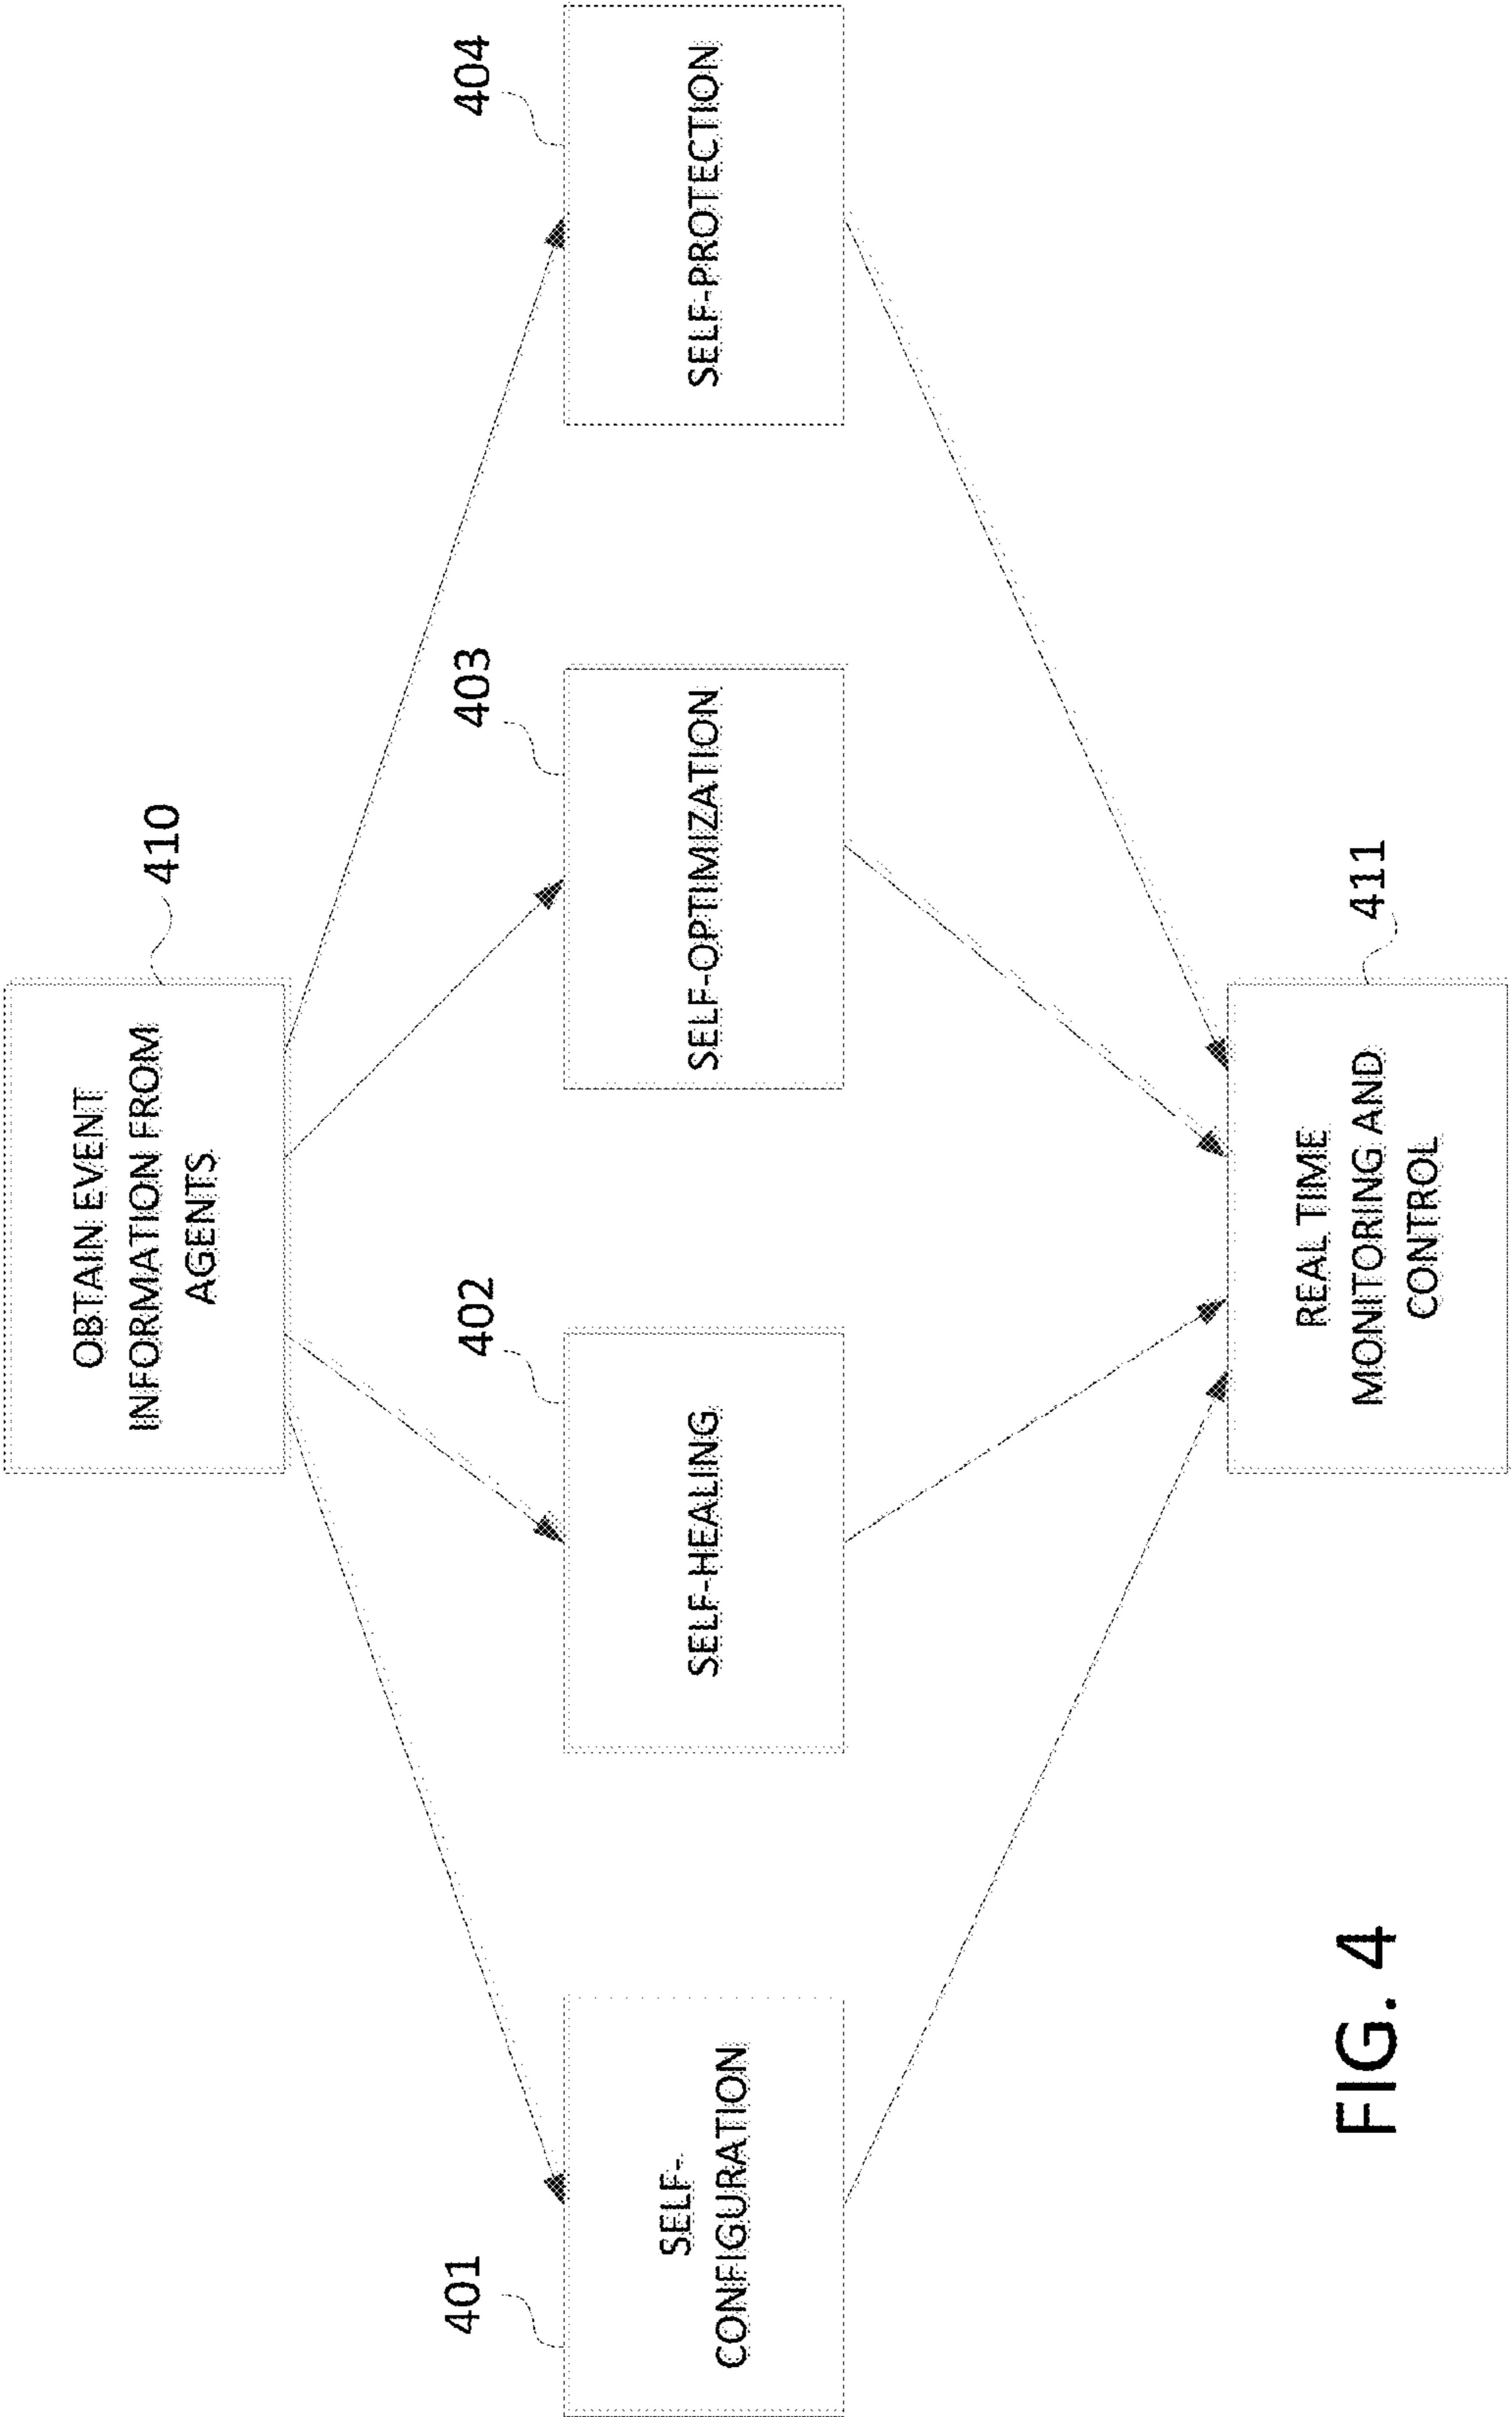 410
OBTAIN EVENT
INFORMATION FROM
AGENTS
401
SELF-
CONFIGURATION
402
SELF-HEALING
403
SELF-OPTIMIZATION
404
SELF-PROTECTION
411
REAL TIME
MONITORING AND
CONTROL
FIG. 4